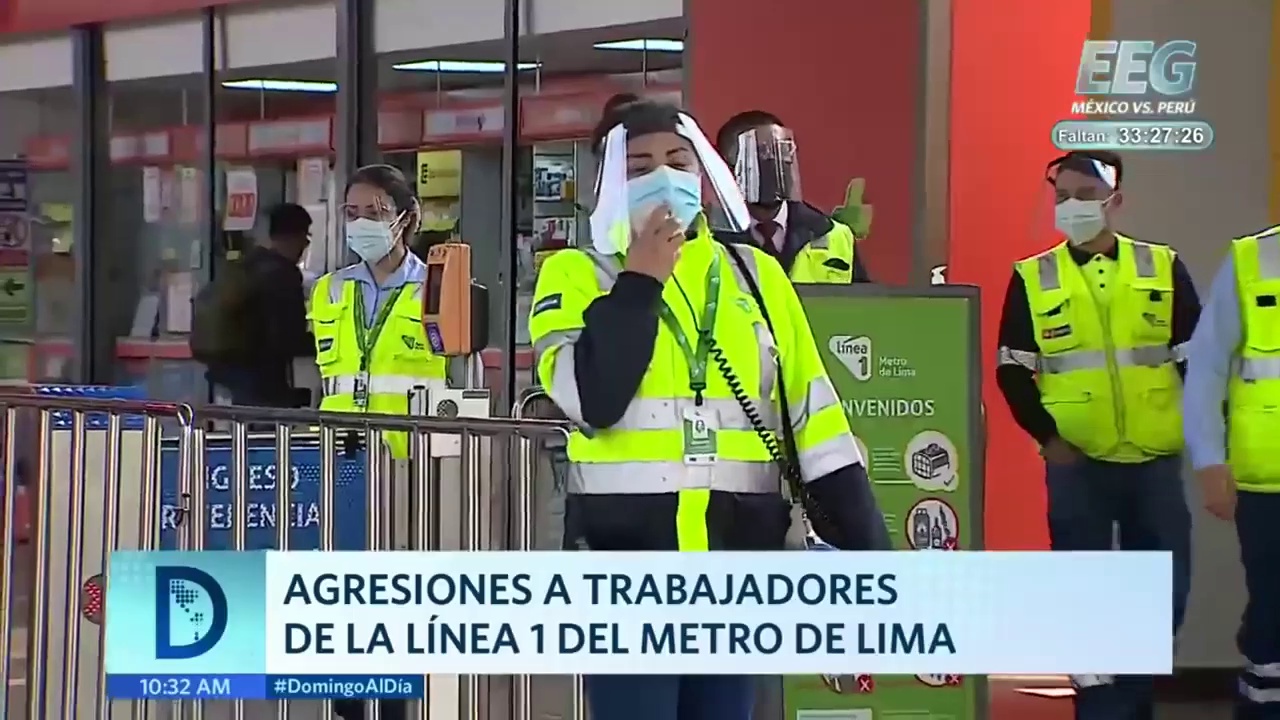 EEG
MÉXICO VS. PERÚ
Faltan: 33:27:26
línea
1
Metro
de Lima
NVENIDOS
D
AGRESIONES A TRABAJADORES
DE LA LÍNEA 1 DEL METRO DE LIMA
10:32 AM
#DomingoAlDía